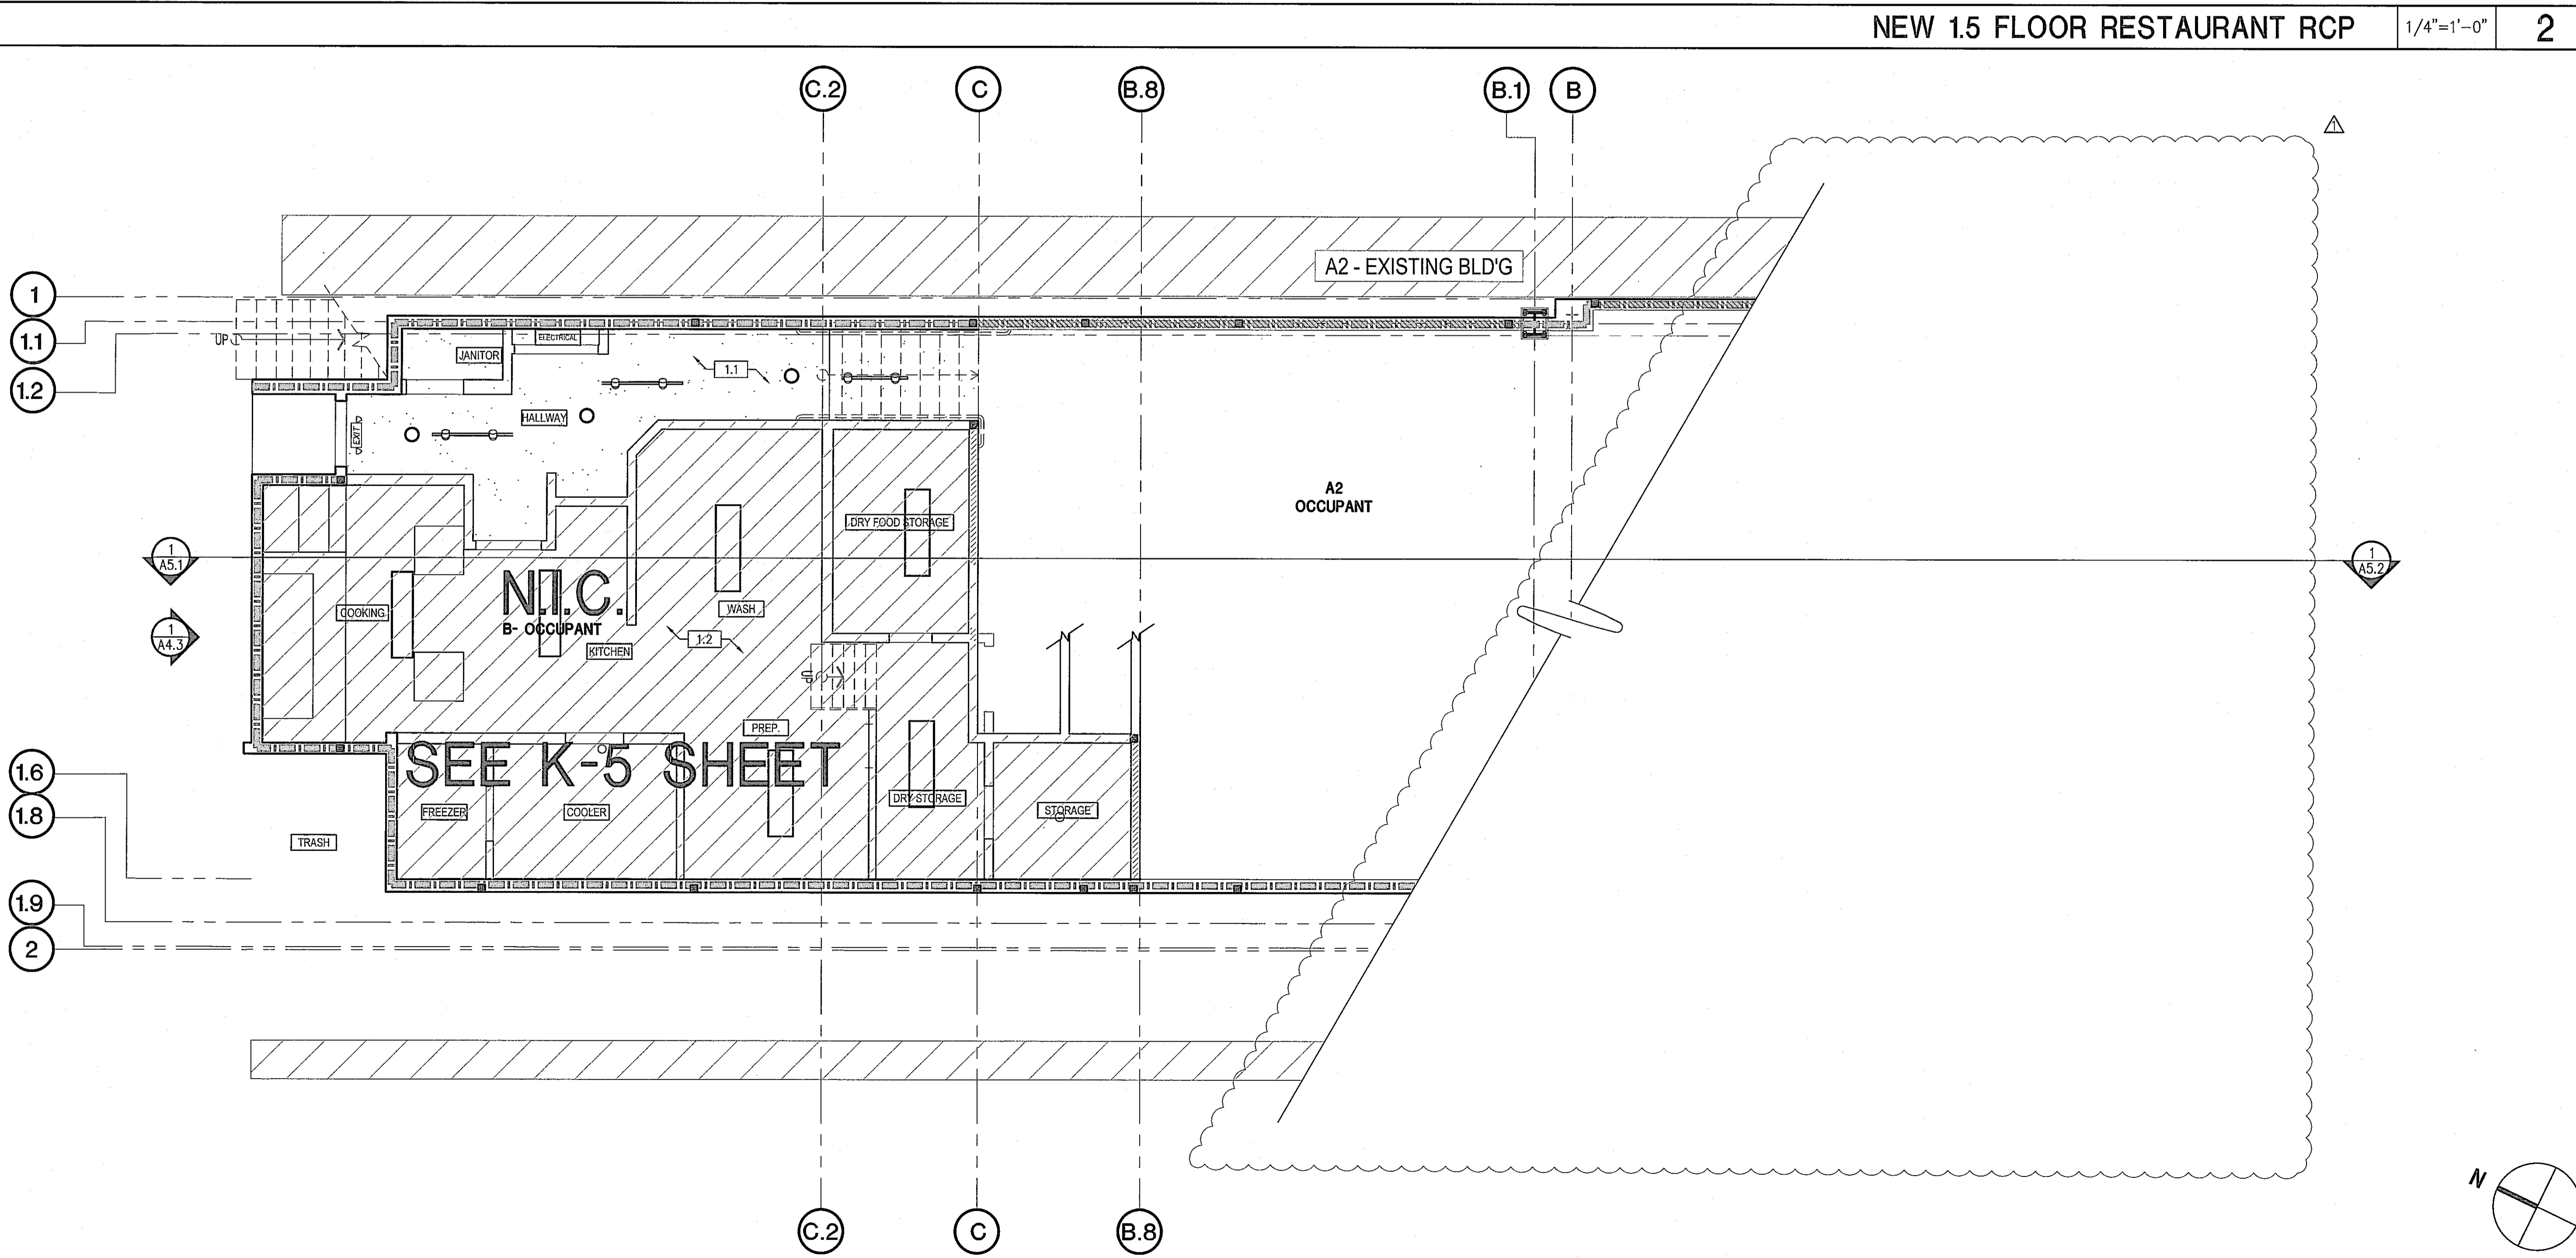 NEW 1.5 FLOOR RESTAURANT RCP
1/4"=1'-0"
2
C.2
C
B.8
B.1
B
1
A2 - EXISTING BLD'G
1
1.1
1.2
UP
JANITOR
ELECTRICAL
1.1
HALLWAY
EXIT
A2
OCCUPANT
DRY FOOD STORAGE
1
A5.1
1
A5.2
N.I.C.
COOKING
WASH
B- OCCUPANT
1
A4.3
1.2
KITCHEN
UP
PREP.
SEE K-5 SHEET
1.6
1.8
FREEZER
COOLER
DRY STORAGE
STORAGE
TRASH
1.9
2
N
C.2
C
B.8